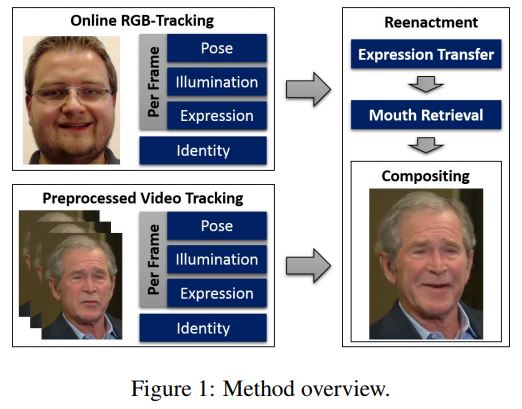 Online RGB-Tracking
Per Frame
Pose
Illumination
Expression
Identity
Preprocessed Video Tracking
Per Frame
Pose
Illumination
Expression
Identity
Reenactment
Expression Transfer
Mouth Retrieval
Compositing
Figure 1: Method overview.